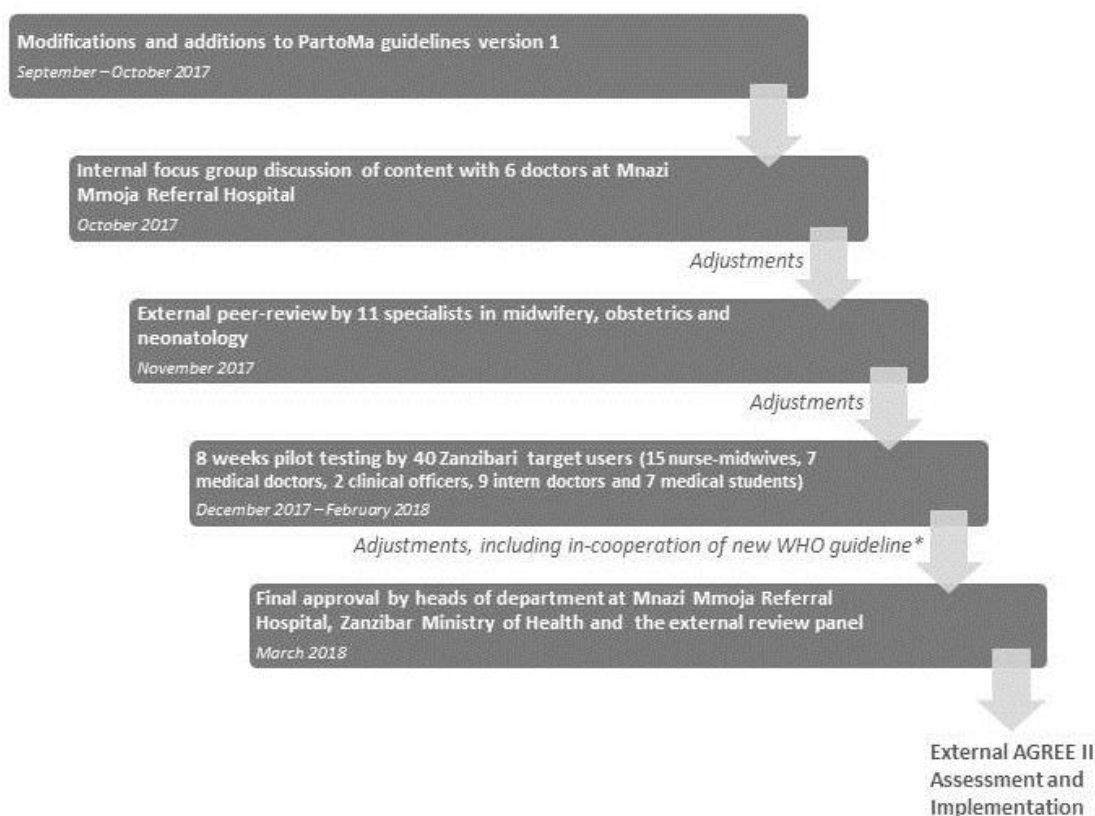 Modifications and additions to PartoMa guidelines version 1
September – October 2017
Internal focus group discussion of content with 6 doctors at Mnazi
Mmoja Referral Hospital
October 2017
Adjustments
External peer-review by 11 specialists in midwifery, obstetrics and
neonatology
November 2017
Adjustments
8 weeks pilot testing by 40 Zanzibari target users (15 nurse-midwives, 7
medical doctors, 2 clinical officers, 9 intern doctors and 7 medical students)
December 2017 – February 2018
Adjustments, including in-cooperation of new WHO guideline*
Final approval by heads of department at Mnazi Mmoja Referral
Hospital, Zanzibar Ministry of Health and the external review panel
March 2018
External AGREE II
Assessment and
Implementation